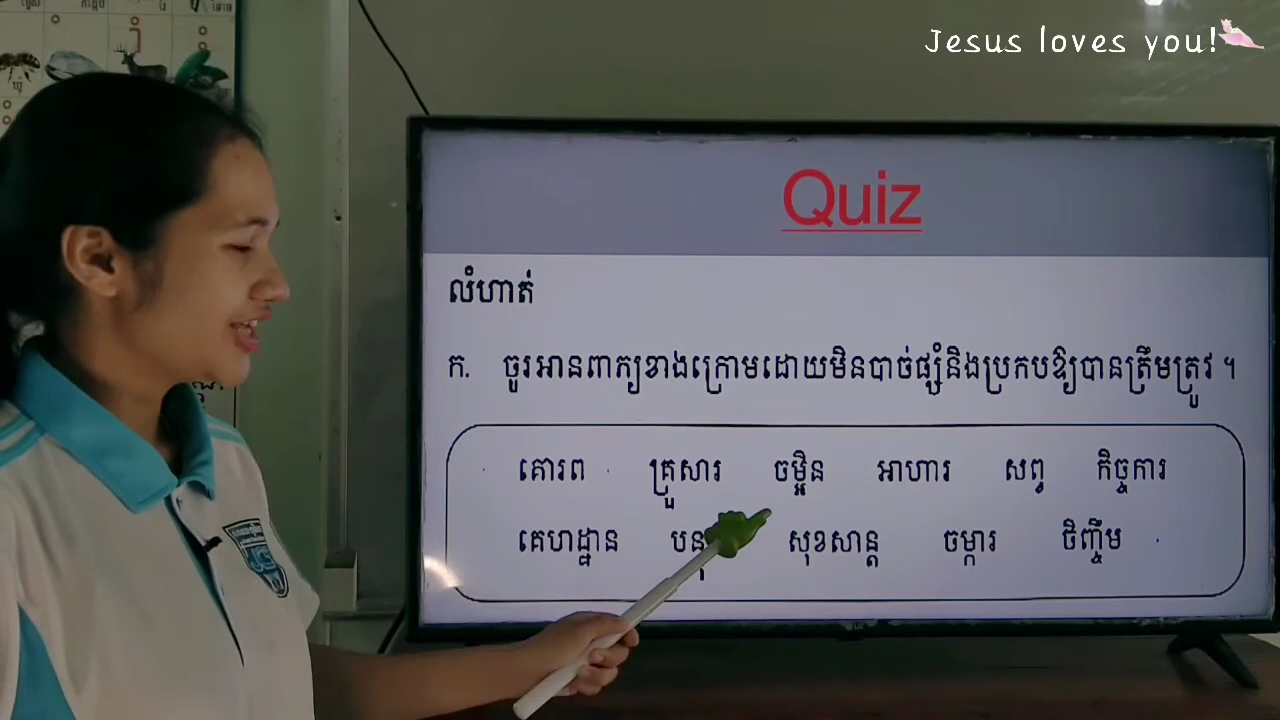 Jesus loves you!
Quiz
លំហាត់
ក. ចូរអានពាក្យខាងក្រោមដោយមិនបាច់ផ្សំនិងប្រកបឱ្យបានត្រឹមត្រូវ ។
គោរព គ្រួសារ ចម្អិន អាហារ សព្វ កិច្ចការ
គេហដ្ឋាន សុខសាន្ត ចម្ការ ចិញ្ចឹម